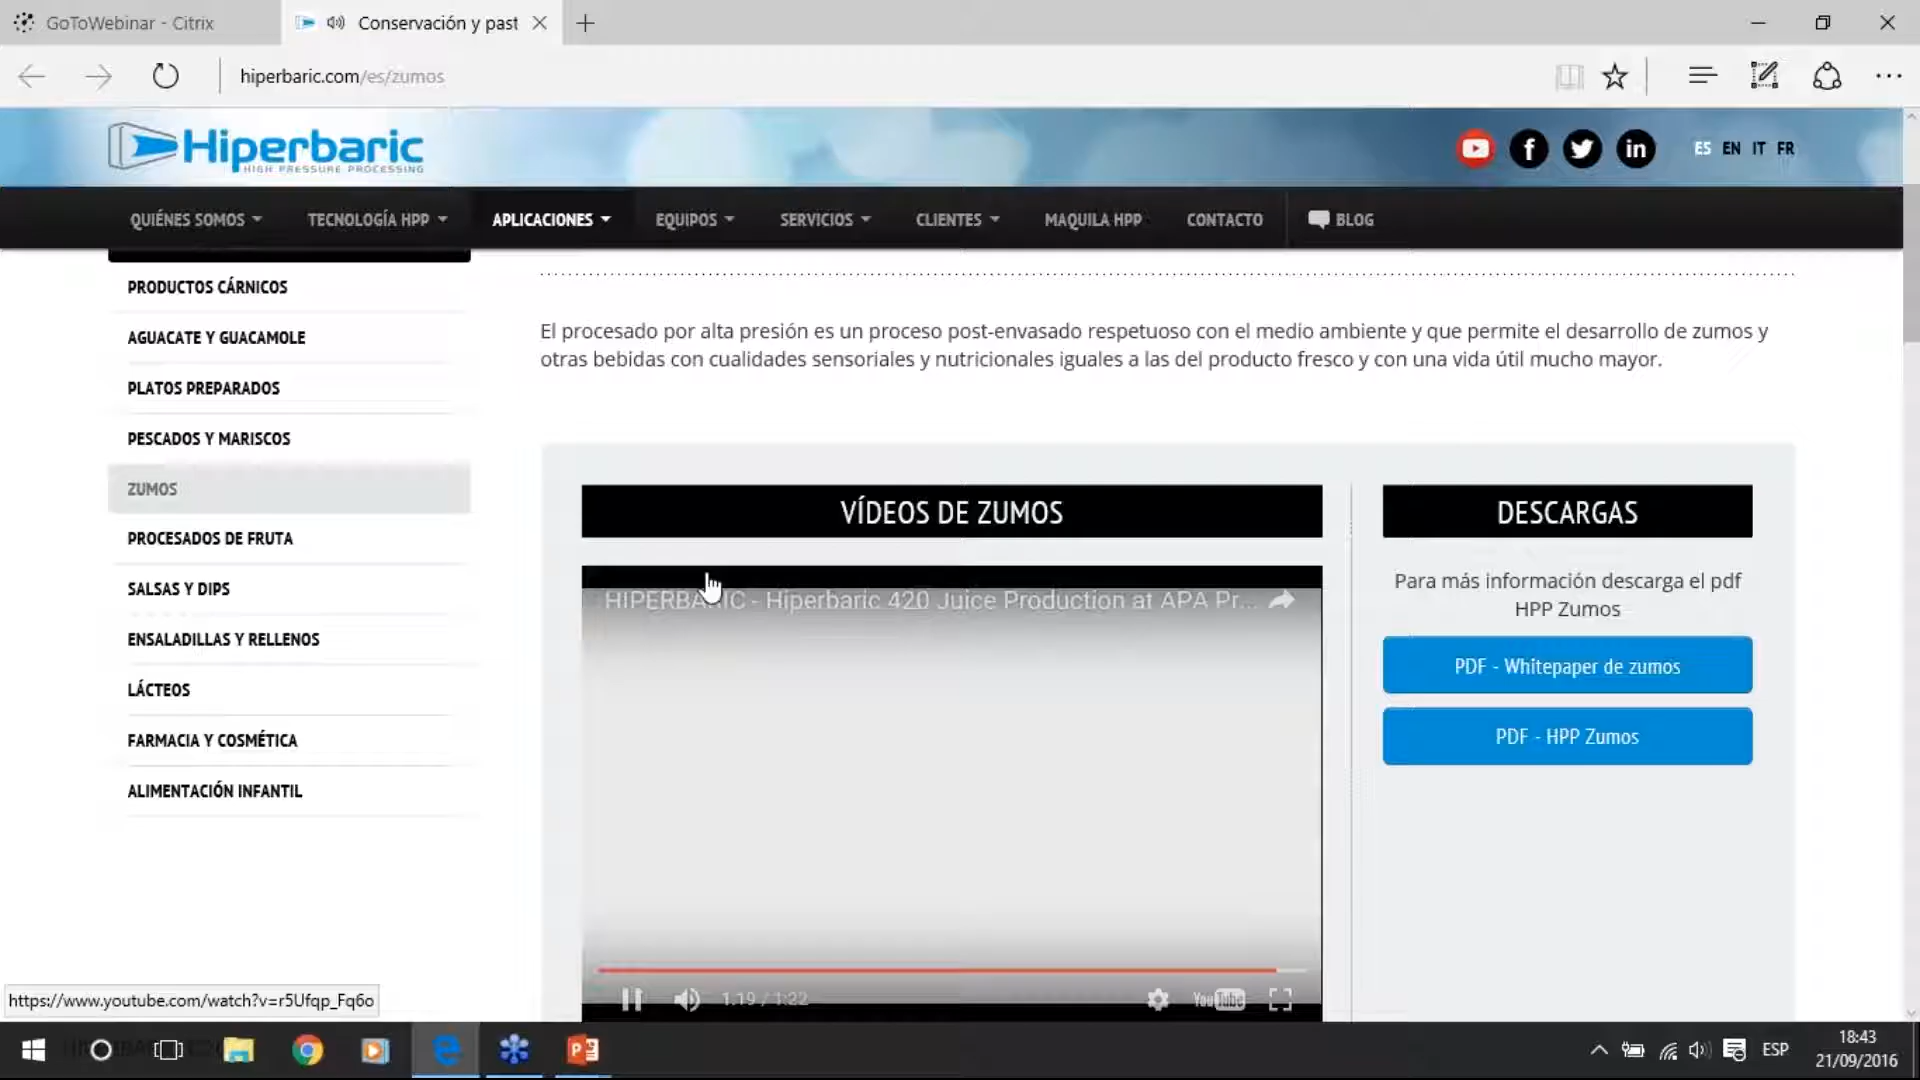 GoToWebinar - Citrix
Conservación y past
hiperbaric.com/es/zumos
Hiperbaric
HIGH PRESSURE PROCESSING
f
in
ES EN IT FR
QUIÉNES SOMOS
TECNOLOGÍA HPP
APLICACIONES
EQUIPOS
SERVICIOS
CLIENTES
MAQUILA HPP
CONTACTO
BLOG
PRODUCTOS CÁRNICOS
AGUACATE Y GUACAMOLE
PLATOS PREPARADOS
PESCADOS Y MARISCOS
ZUMOS
PROCESADOS DE FRUTA
SALSAS Y DIPS
ENSALADILLAS Y RELLENOS
LÁCTEOS
FARMACIA Y COSMÉTICA
ALIMENTACIÓN INFANTIL
El procesado por alta presión es un proceso post-envasado respetuoso con el medio ambiente y que permite el desarrollo de zumos y
otras bebidas con cualidades sensoriales y nutricionales iguales a las del producto fresco y con una vida útil mucho mayor.
VÍDEOS DE ZUMOS
HIPERBARIC - Hiperbaric 420 Juice Production at APA Pr...
1:19 / 1:22
YouTube
DESCARGAS
Para más información descarga el pdf
HPP Zumos
PDF - Whitepaper de zumos
PDF - HPP Zumos
https://www.youtube.com/watch?v=r5Ufqp_Fq6o
ESP
18:43
21/09/2016